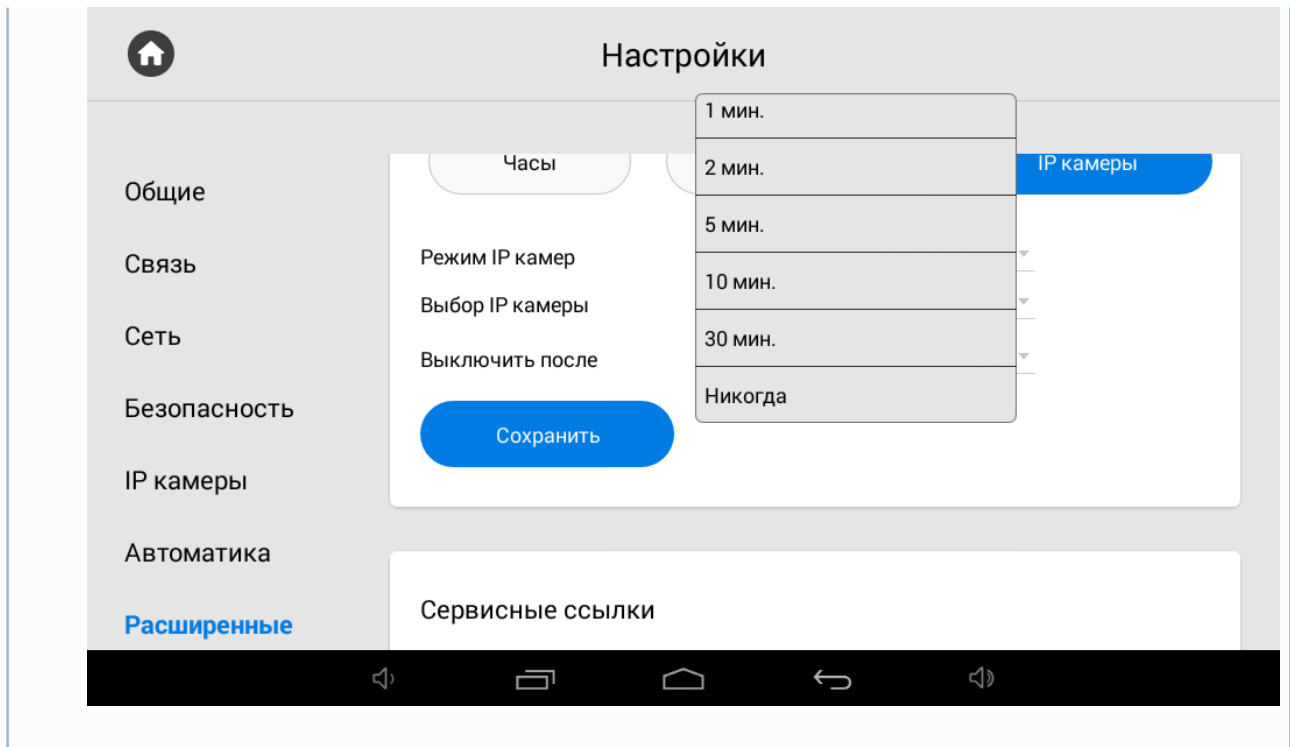 Настройки
Общие
Связь
Сеть
Безопасность
IP камеры
Автоматика
Расширенные
Часы
IP камеры
Режим IP камер
Выбор IP камеры
Выключить после
1 мин.
2 мин.
5 мин.
10 мин.
30 мин.
Никогда
Сохранить
Сервисные ссылки